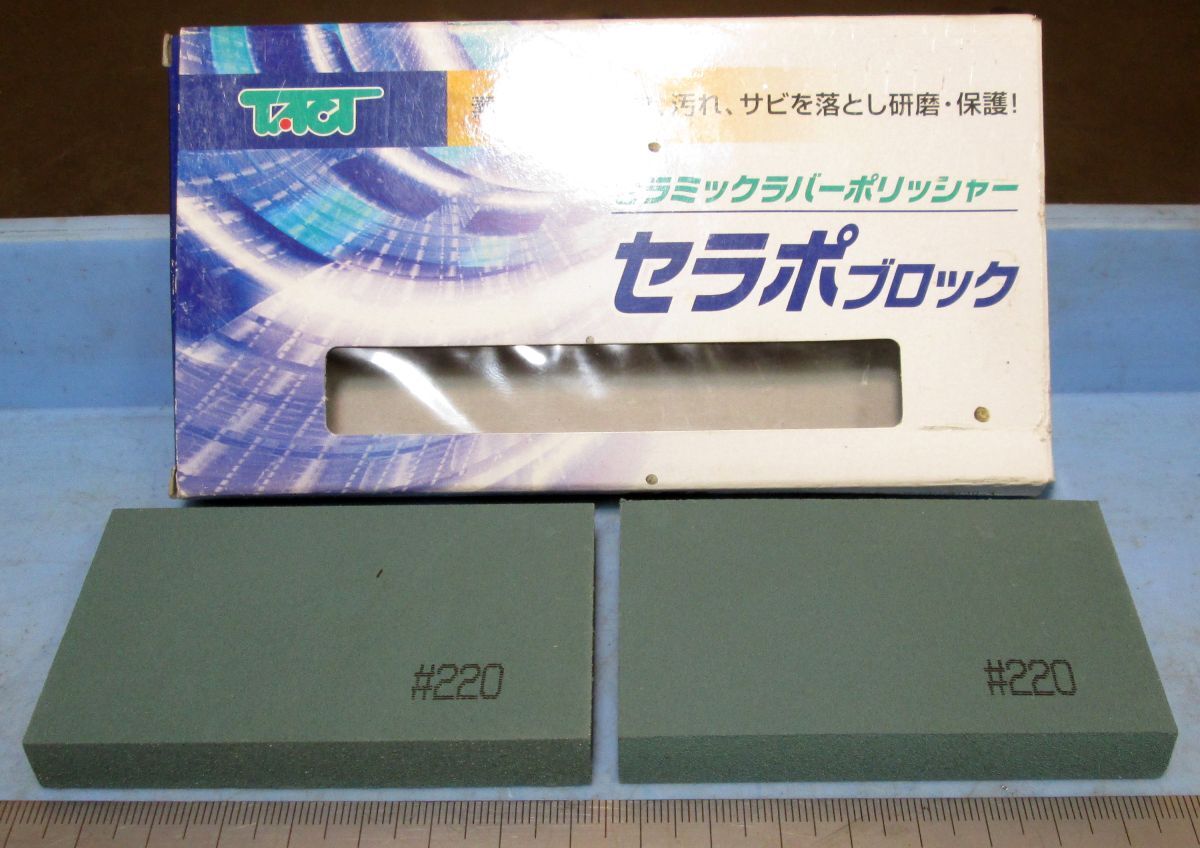 TACT
汚れ、サビを落とし研磨・保護!
セラミックラバーポリッシャー
セラポブロック
#220
#220